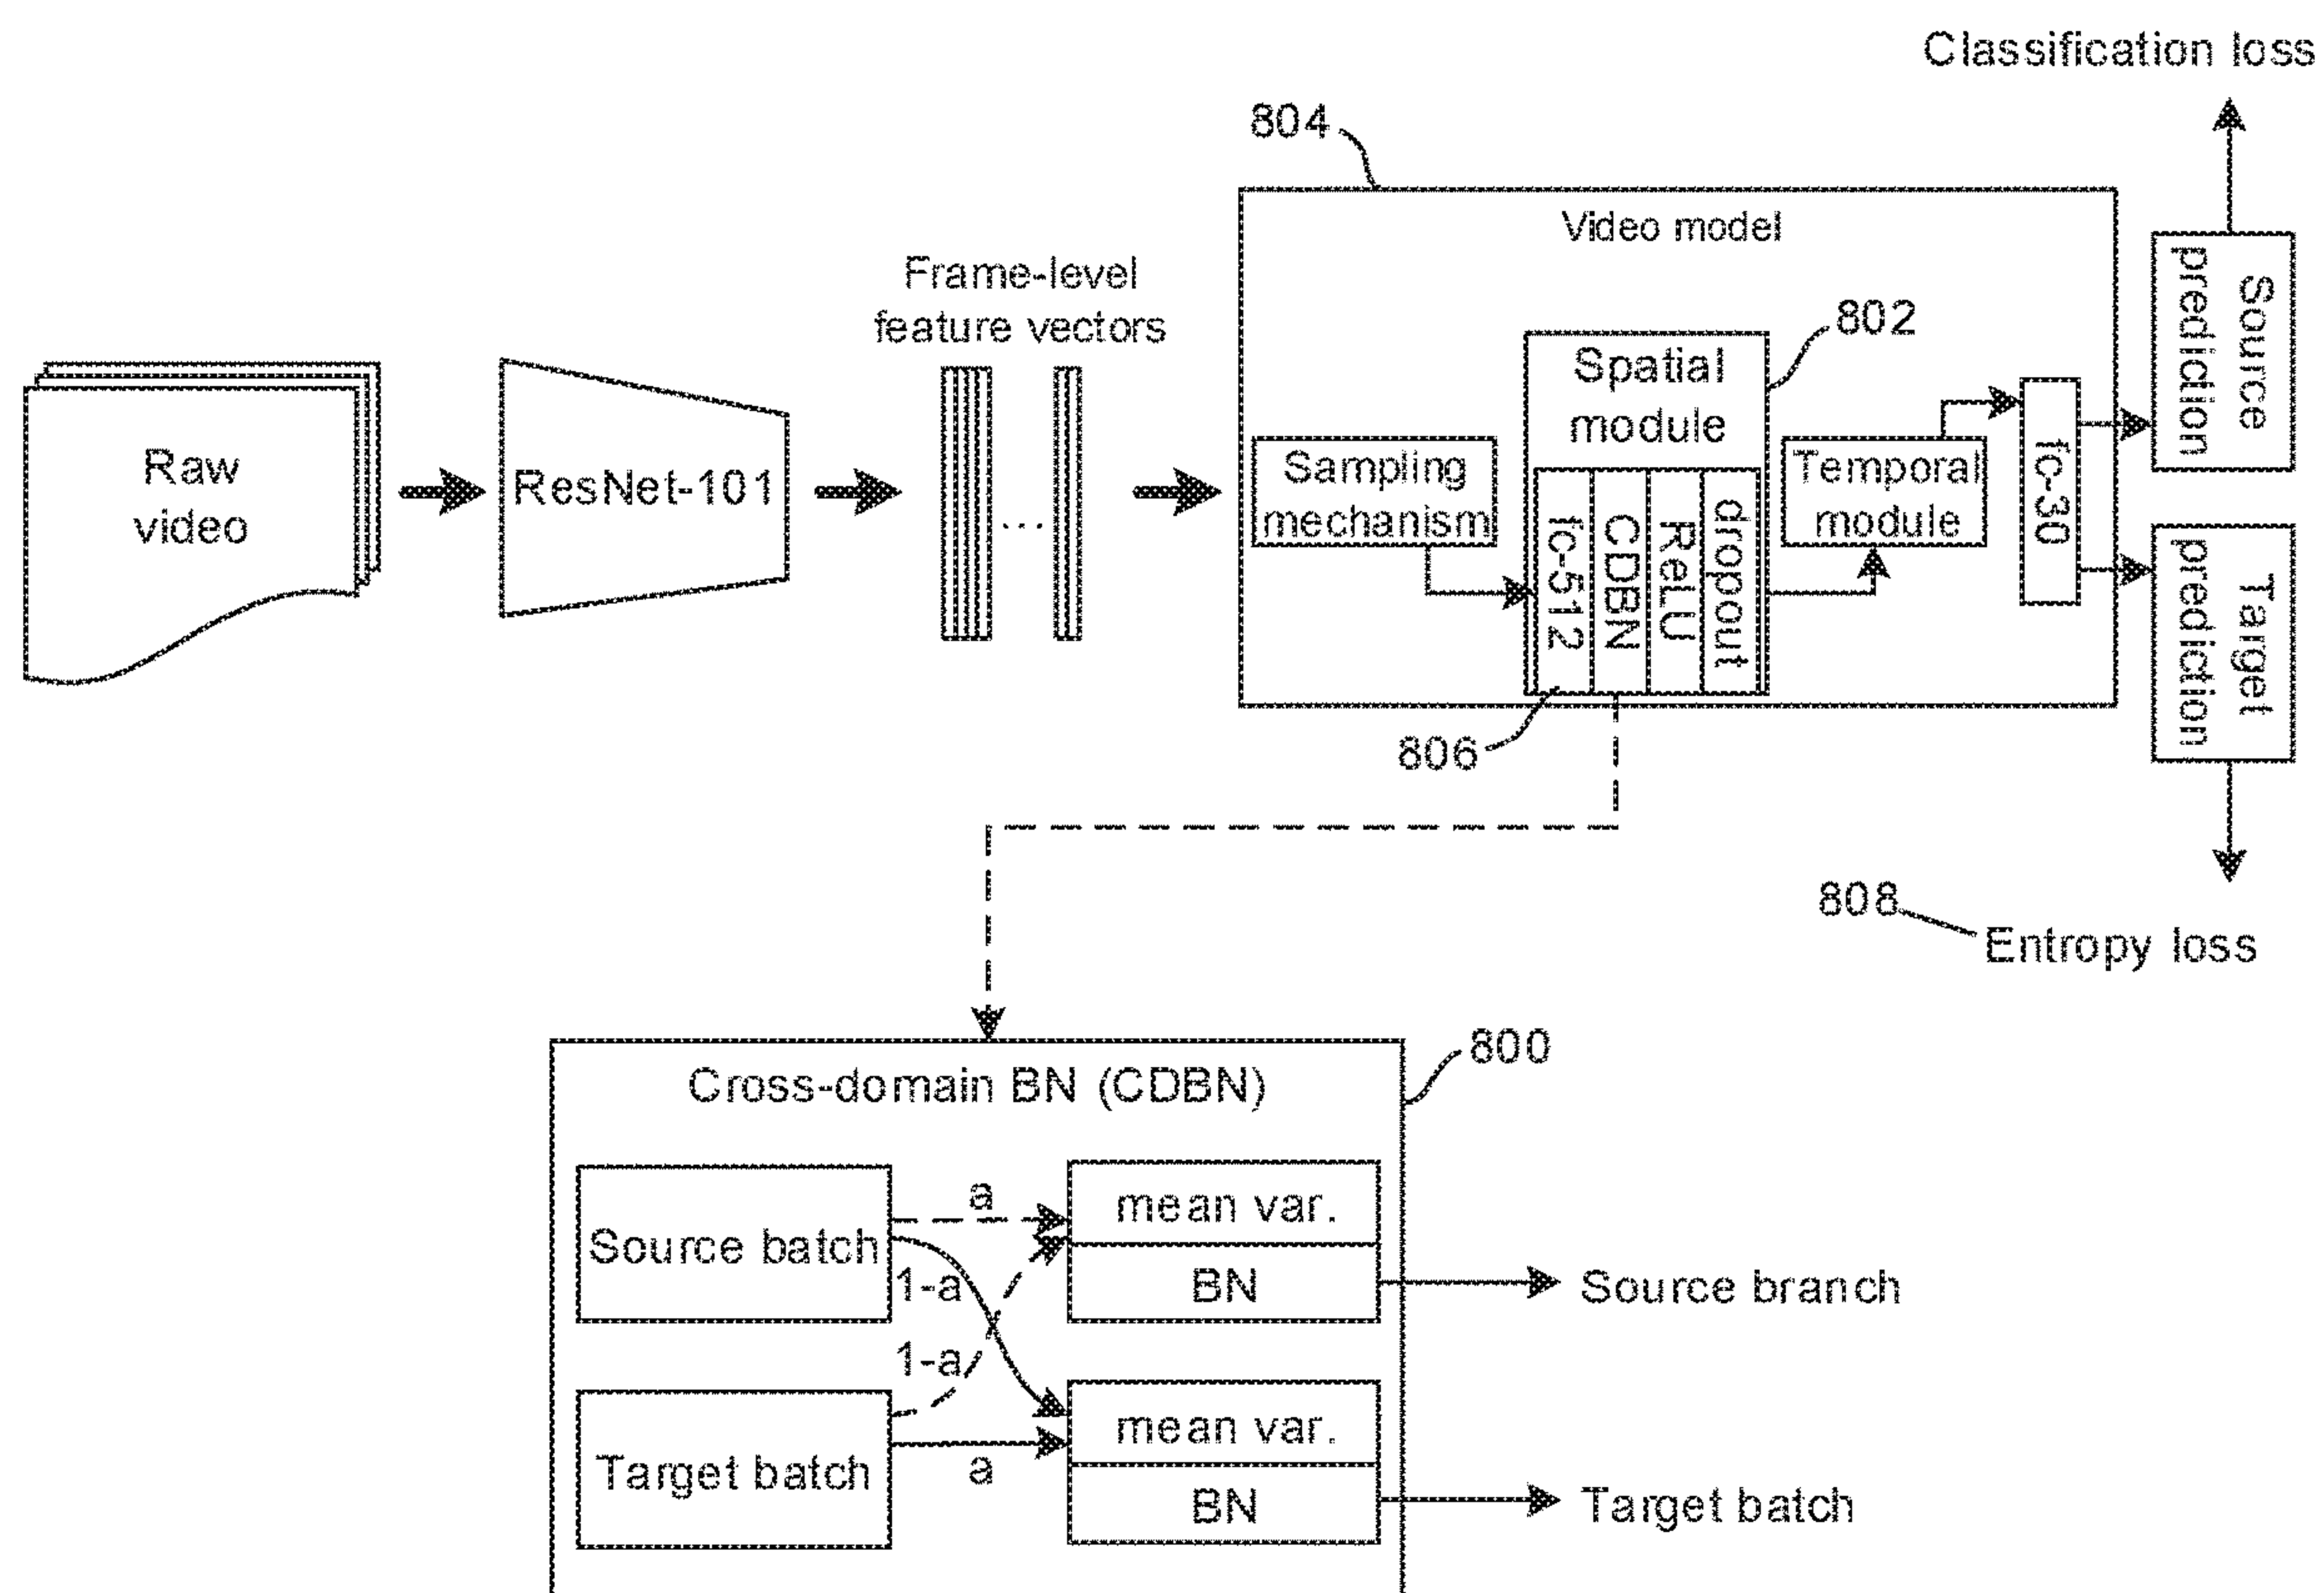 Classification loss
804
Video model
Source
prediction
Frame-level
feature vectors
802
Spatial
module
Raw
video
ResNet-101
...
Sampling
mechanism
fc-512
CDBN
ReLU
dropout
Temporal
module
fc-30
Target
prediction
806
808
Entropy loss
800
Cross-domain BN (CDBN)
Source batch
a
1-a
mean var.
BN
Source branch
Target batch
1-a
a
mean var.
BN
Target batch